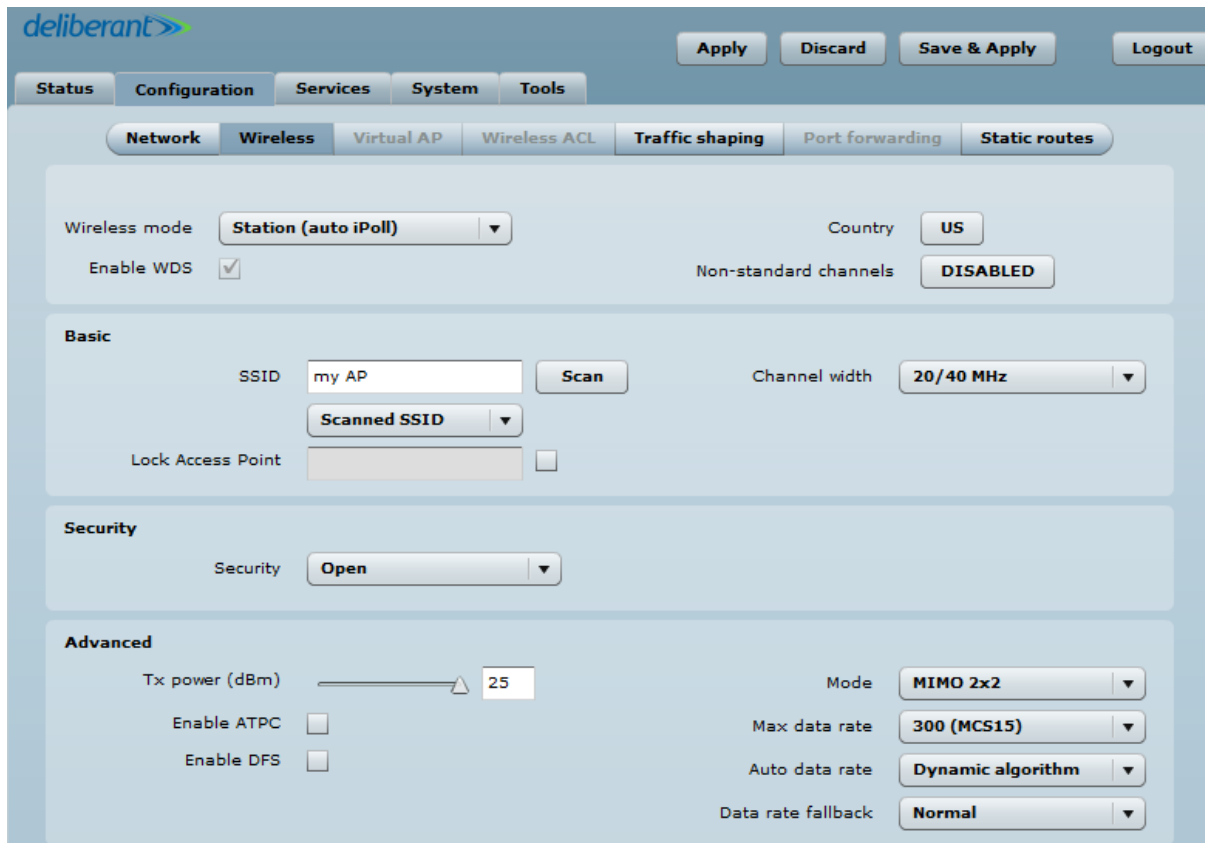 deliberant
Apply Discard Save & Apply Logout
Status Configuration Services System Tools
Network Wireless Virtual AP Wireless ACL Traffic shaping Port forwarding Static routes
Wireless mode Station (auto iPoll) Country US
Enable WDS Non-standard channels DISABLED
Basic
SSID my AP Scan Channel width 20/40 MHz
Scanned SSID
Lock Access Point
Security
Security Open
Advanced
Tx power (dBm) 25 Mode MIMO 2x2
Enable ATPC Max data rate 300 (MCS15)
Enable DFS Auto data rate Dynamic algorithm
Data rate fallback Normal